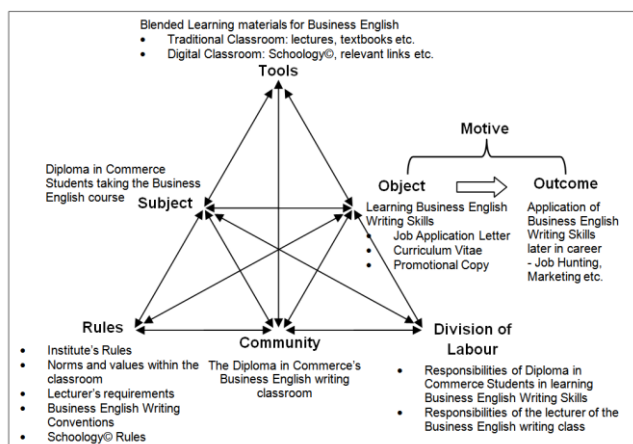 Blended Learning materials for Business English
• Traditional Classroom: lectures, textbooks etc.
• Digital Classroom: Schoology©, relevant links etc.
Tools
Motive
Diploma in Commerce
Students taking the Business
English course
Subject
Object
Outcome
Learning Business English
Writing Skills
• Job Application Letter
• Curriculum Vitae
• Promotional Copy
Application of
Business English
Writing Skills
later in career
- Job Hunting,
Marketing etc.
Rules
• Institute's Rules
• Norms and values within the
classroom
• Lecturer's requirements
• Business English Writing
Conventions
• Schoology© Rules
Community
The Diploma in Commerce's
Business English writing
classroom
Division of
Labour
• Responsibilities of Diploma in
Commerce Students in learning
Business English Writing Skills
• Responsibilities of the lecturer of the
Business English writing class